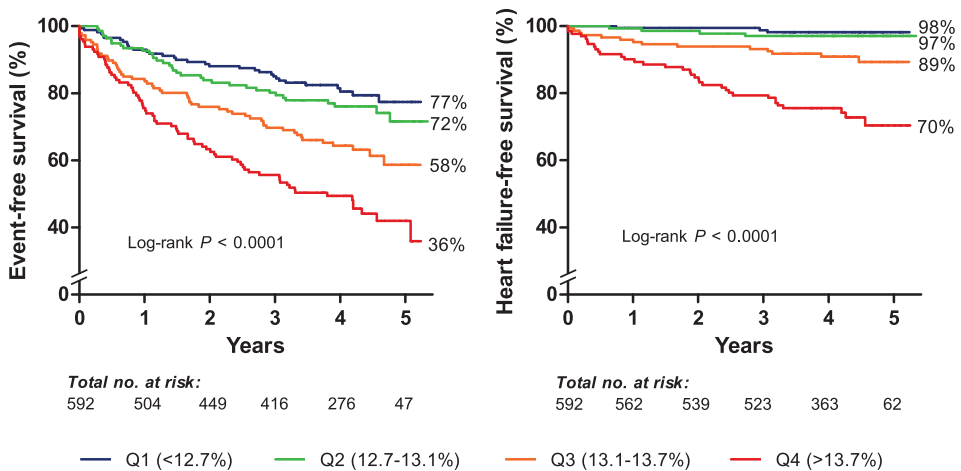 Event-free survival (%)
100
80
60
40
0
77%
72%
58%
36%
Log-rank P < 0.0001
0 1 2 3 4 5
Years
Total no. at risk:
592 504 449 416 276 47
Heart failure-free survival (%)
100
80
60
40
0
98%
97%
89%
70%
Log-rank P < 0.0001
0 1 2 3 4 5
Years
Total no. at risk:
592 562 539 523 363 62
Q1 (<12.7%) Q2 (12.7-13.1%) Q3 (13.1-13.7%) Q4 (>13.7%)